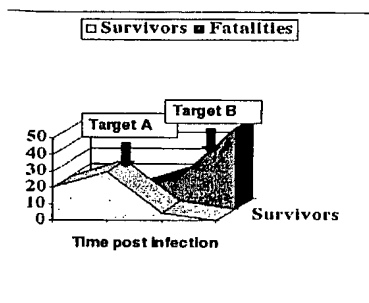 Survivors Fatalities
Target B
Target A
50
40
30
20
10
0
Survivors
Time post infection